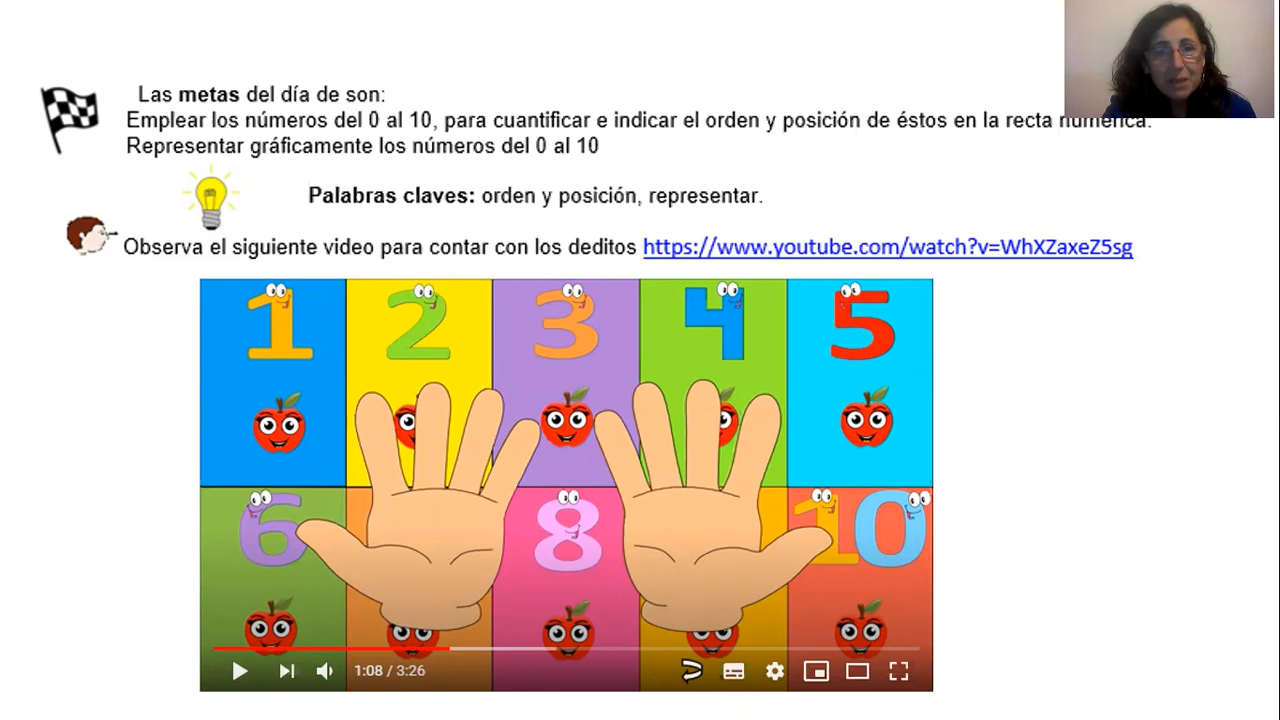 Las metas del día de son:
Emplear los números del 0 al 10, para cuantificar e indicar el orden y posición de éstos en la recta numérica.
Representar gráficamente los números del 0 al 10
Palabras claves: orden y posición, representar.
Observa el siguiente video para contar con los deditos https://www.youtube.com/watch?v=WhXZaxeZ5sg
1 2 3 4 5
6 8 10
1:08 / 3:26